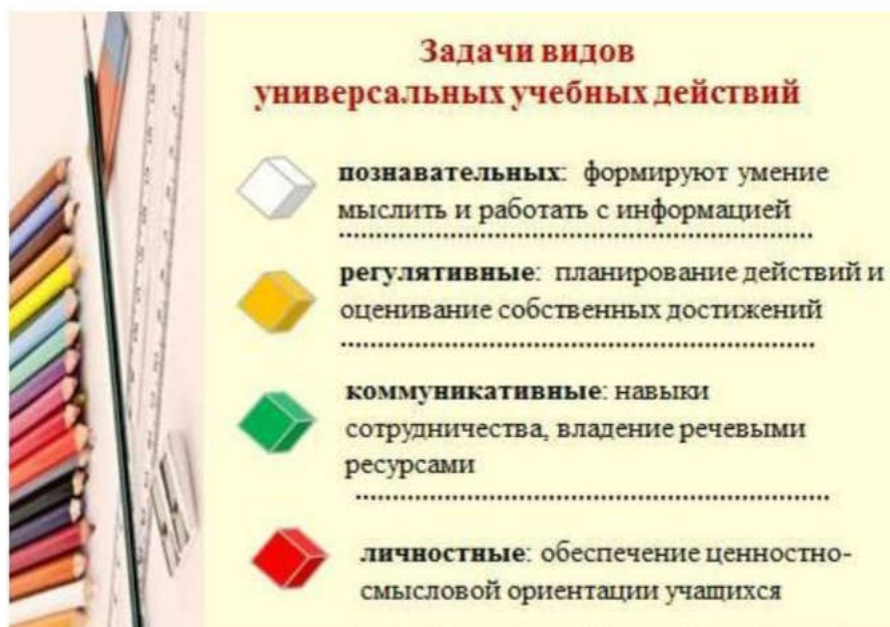 Задачи видов
универсальных учебных действий
познавательных: формируют умение
мыслить и работать с информацией
регулятивные: планирование действий и
оценивание собственных достижений
коммуникативные: навыки
сотрудничества, владение речевыми
ресурсами
личностные: обеспечение ценностно-
смысловой ориентации учащихся